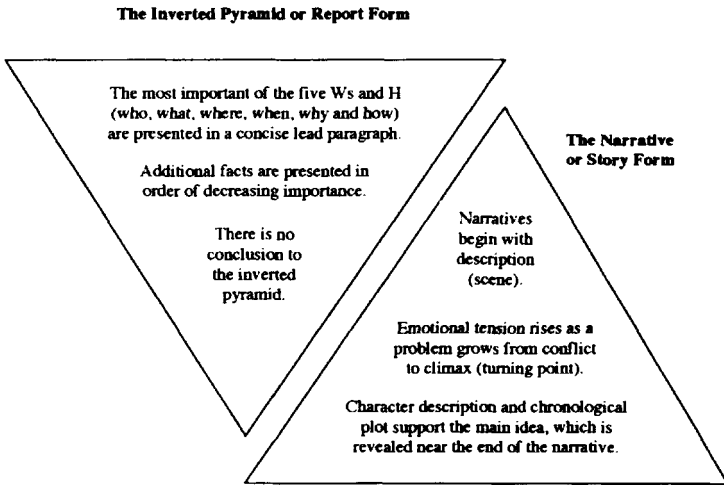 The Inverted Pyramid or Report Form
The most important of the five Ws and H
(who, what, where, when, why and how)
are presented in a concise lead paragraph.
Additional facts are presented in
order of decreasing importance.
There is no
conclusion to
the inverted
pyramid.
The Narrative
or Story Form
Narratives
begin with
description
(scene).
Emotional tension rises as a
problem grows from conflict
to climax (turning point).
Character description and chronological
plot support the main idea, which is
revealed near the end of the narrative.